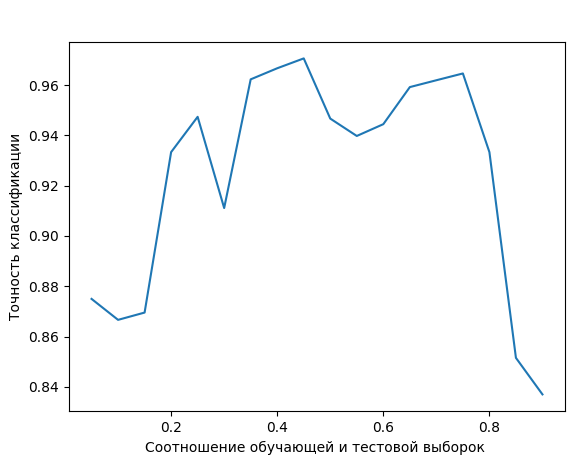 0.96
0.94
0.92
0.90
0.88
0.86
0.84
Точность классификации
0.2 0.4 0.6 0.8
Соотношение обучающей и тестовой выборок